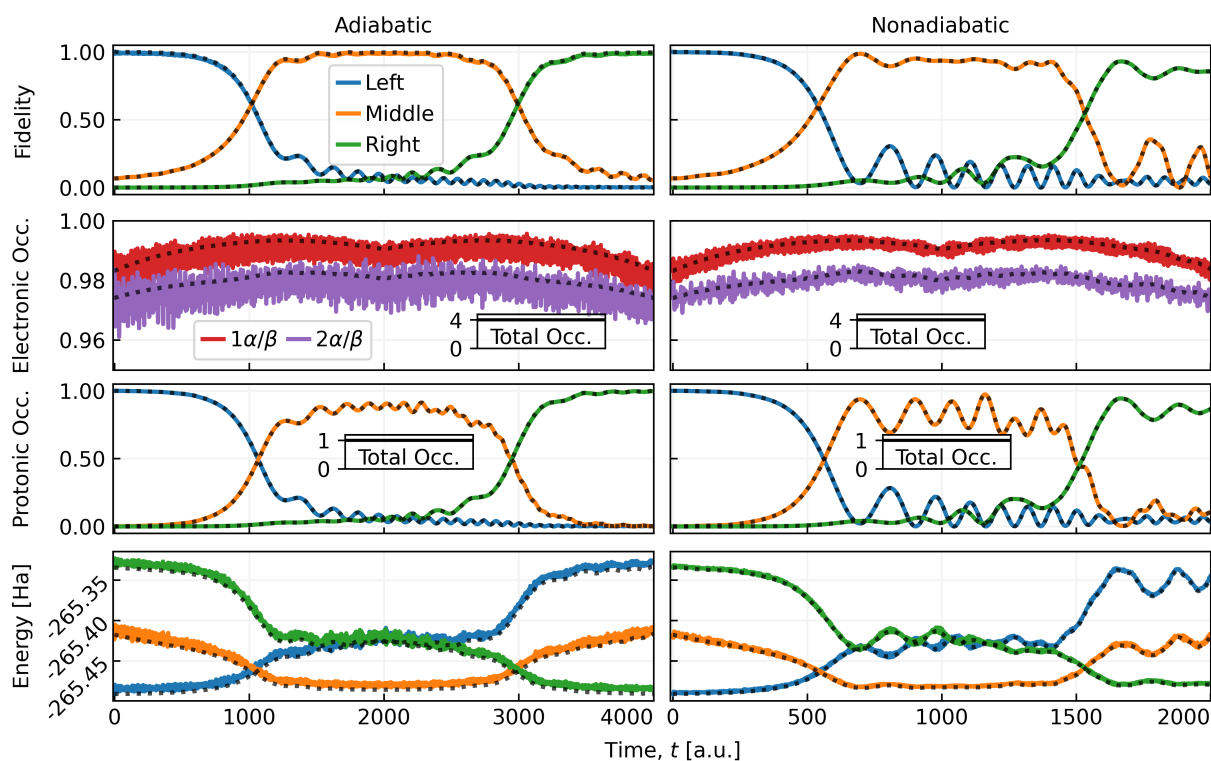 Adiabatic
Nonadiabatic
Fidelity
1.00
0.50
0.00
Left
Middle
Right
Electronic Occ.
1.00
0.98
0.96
1α/β
2α/β
4
0
Total Occ.
4
0
Total Occ.
Protonic Occ.
1.00
0.50
0.00
1
0
Total Occ.
1
0
Total Occ.
Energy [Ha]
-265.35
-265.40
-265.45
0
1000
2000
3000
4000
0
500
1000
1500
2000
Time, t [a.u.]